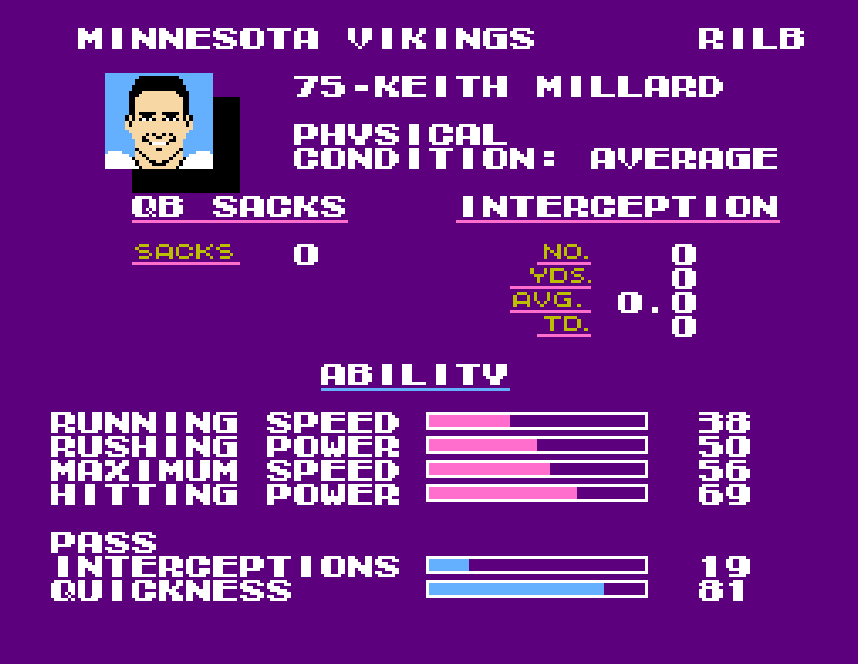 MINNESOTA VIKINGS RILB
75-KEITH MILLARD
PHYSICAL
CONDITION: AVERAGE
QB SACKS INTERCEPTION
SACKS 0 NO. 0
YDS. 0
AVG. 0.0
TD. 0
ABILITY
RUNNING SPEED 38
RUSHING POWER 50
MAXIMUM SPEED 56
HITTING POWER 69
PASS
INTERCEPTIONS 19
QUICKNESS 81